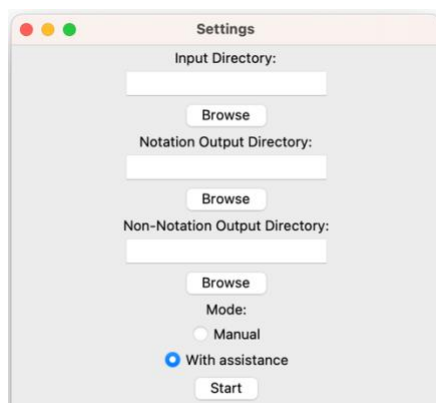 Settings
Input Directory:
Browse
Notation Output Directory:
Browse
Non-Notation Output Directory:
Browse
Mode:
Manual
With assistance
Start